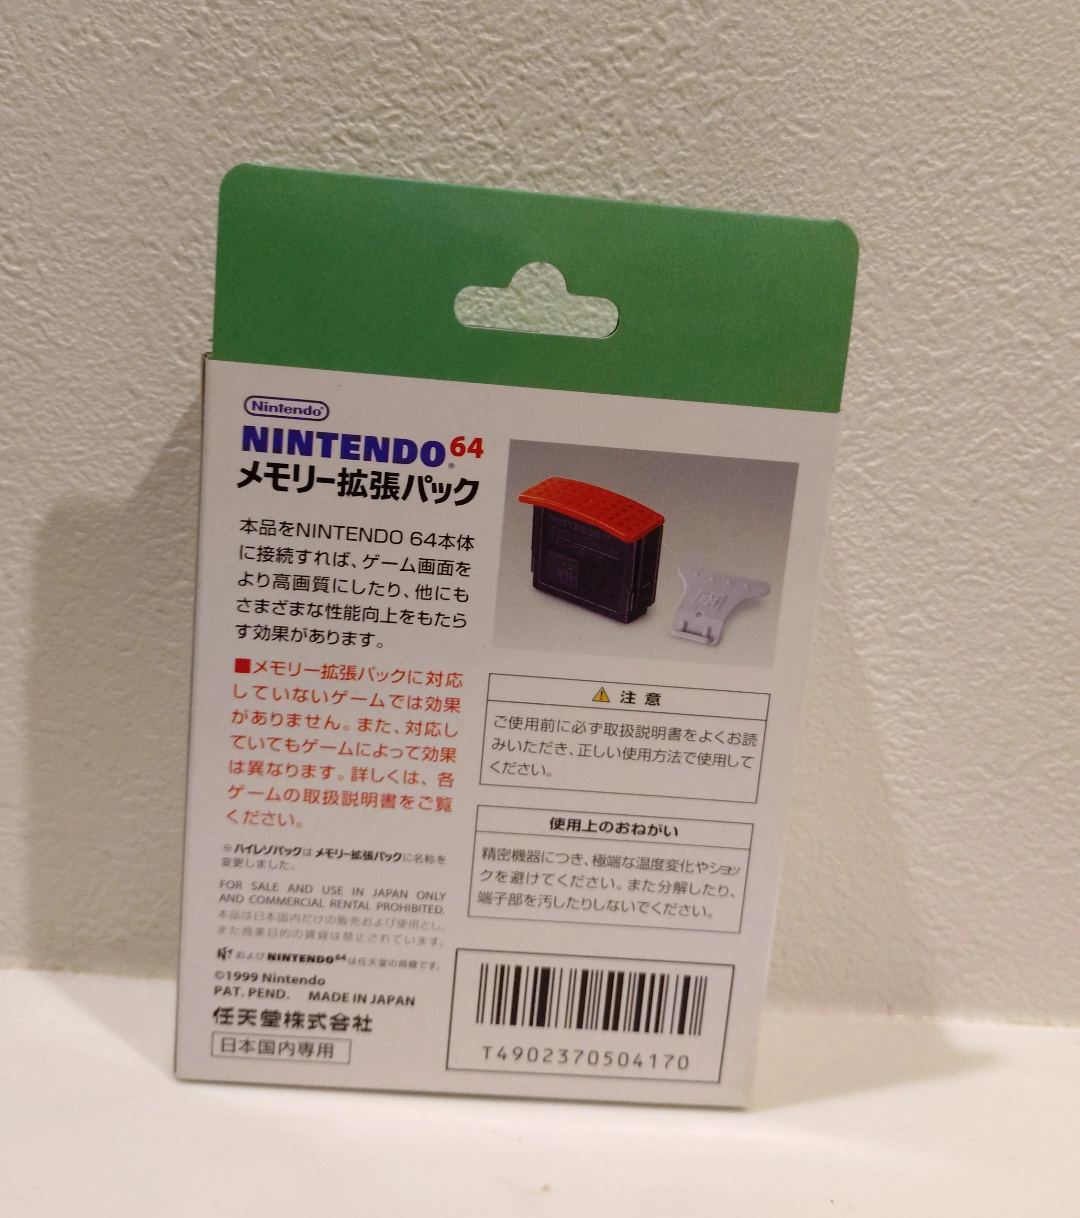 Nintendo
NINTENDO64
メモリー拡張パック
本品をNINTENDO 64本体
に接続すれば、ゲーム画面を
より高画質にしたり、他にも
さまざまな性能向上をもたら
す効果があります。
■メモリー拡張パックに対応
していないゲームでは効果
がありません。また、対応し
ていてもゲームによって効果
は異なります。詳しくは、各
ゲームの取扱説明書をご覧
ください。
※ハイレゾパックはメモリー拡張パックに名称を
変更しました。
FOR SALE AND USE IN JAPAN ONLY
AND COMMERCIAL RENTAL PROHIBITED.
本品は日本国内だけの販売および使用とし、
また商業目的の賃貸は禁止されています。
およびNINTENDO64は任天堂の商標です。
©1999 Nintendo
PAT. PEND. MADE IN JAPAN
任天堂株式会社
日本国内専用
注意
ご使用前に必ず取扱説明書をよくお読
みいただき、正しい使用方法で使用して
ください。
使用上のおねがい
精密機器につき、極端な温度変化やショッ
クを避けてください。また分解したり、
端子部を汚したりしないでください。
T4902370504170